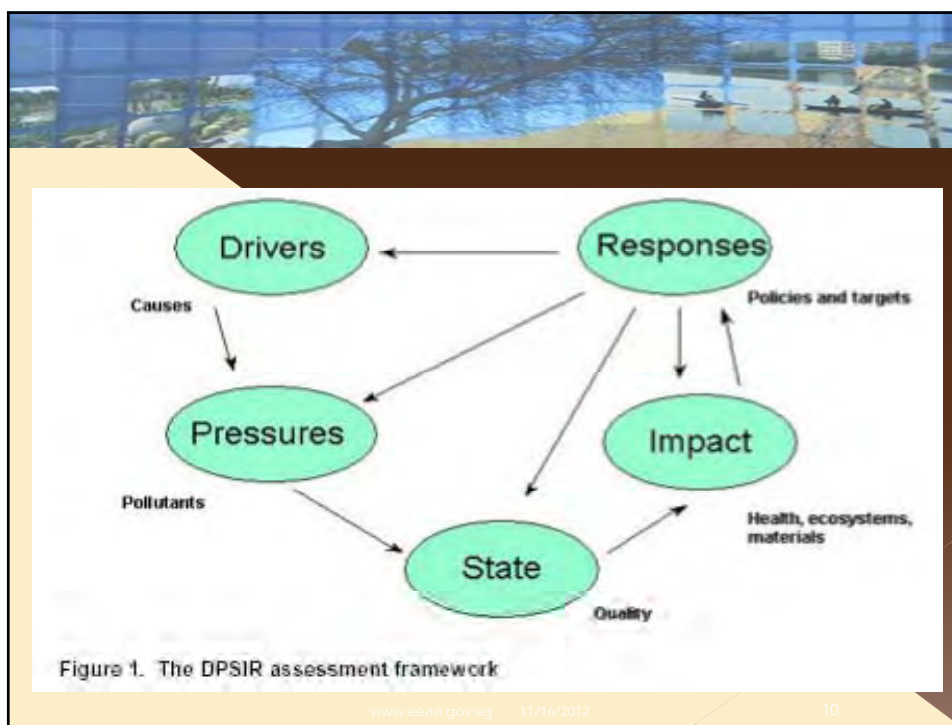 Drivers
Responses
Causes
Policies and targets
Pressures
Impact
Pollutants
Health, ecosystems,
materials
State
Quality
Figure 1. The DPSIR assessment framework
www.eeaa.gov.eg 11/16/2012 10